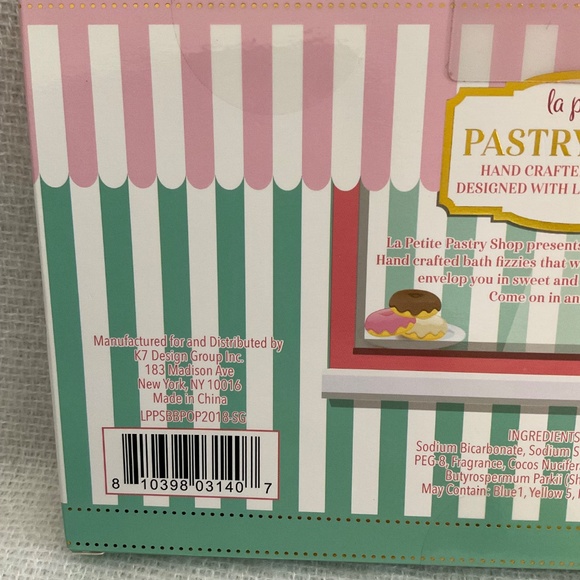 la p
PASTRY
HAND CRAFTE
DESIGNED WITH L
La Petite Pastry Shop presents
Hand crafted bath fizzies that w
envelop you in sweet and
Come on in an
Manufactured for and Distributed by
K7 Design Group Inc.
183 Madison Ave
New York, NY 10016
Made in China
LPPSBBPOP2018-SG
8 10398 03140 7
INGREDIENTS
Sodium Bicarbonate, Sodium S
PEG-8, Fragrance, Cocos Nucifer
Butyrospermum Parkii (Sh
May Contain: Blue1, Yellow 5,